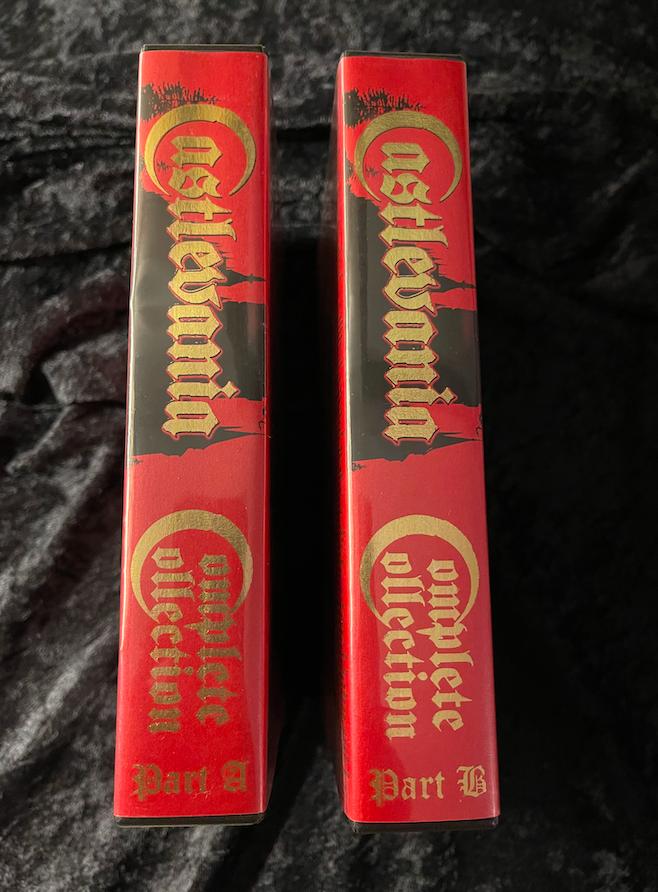 Castlevania
Complete
Collection
Part A
Castlevania
Complete
Collection
Part B